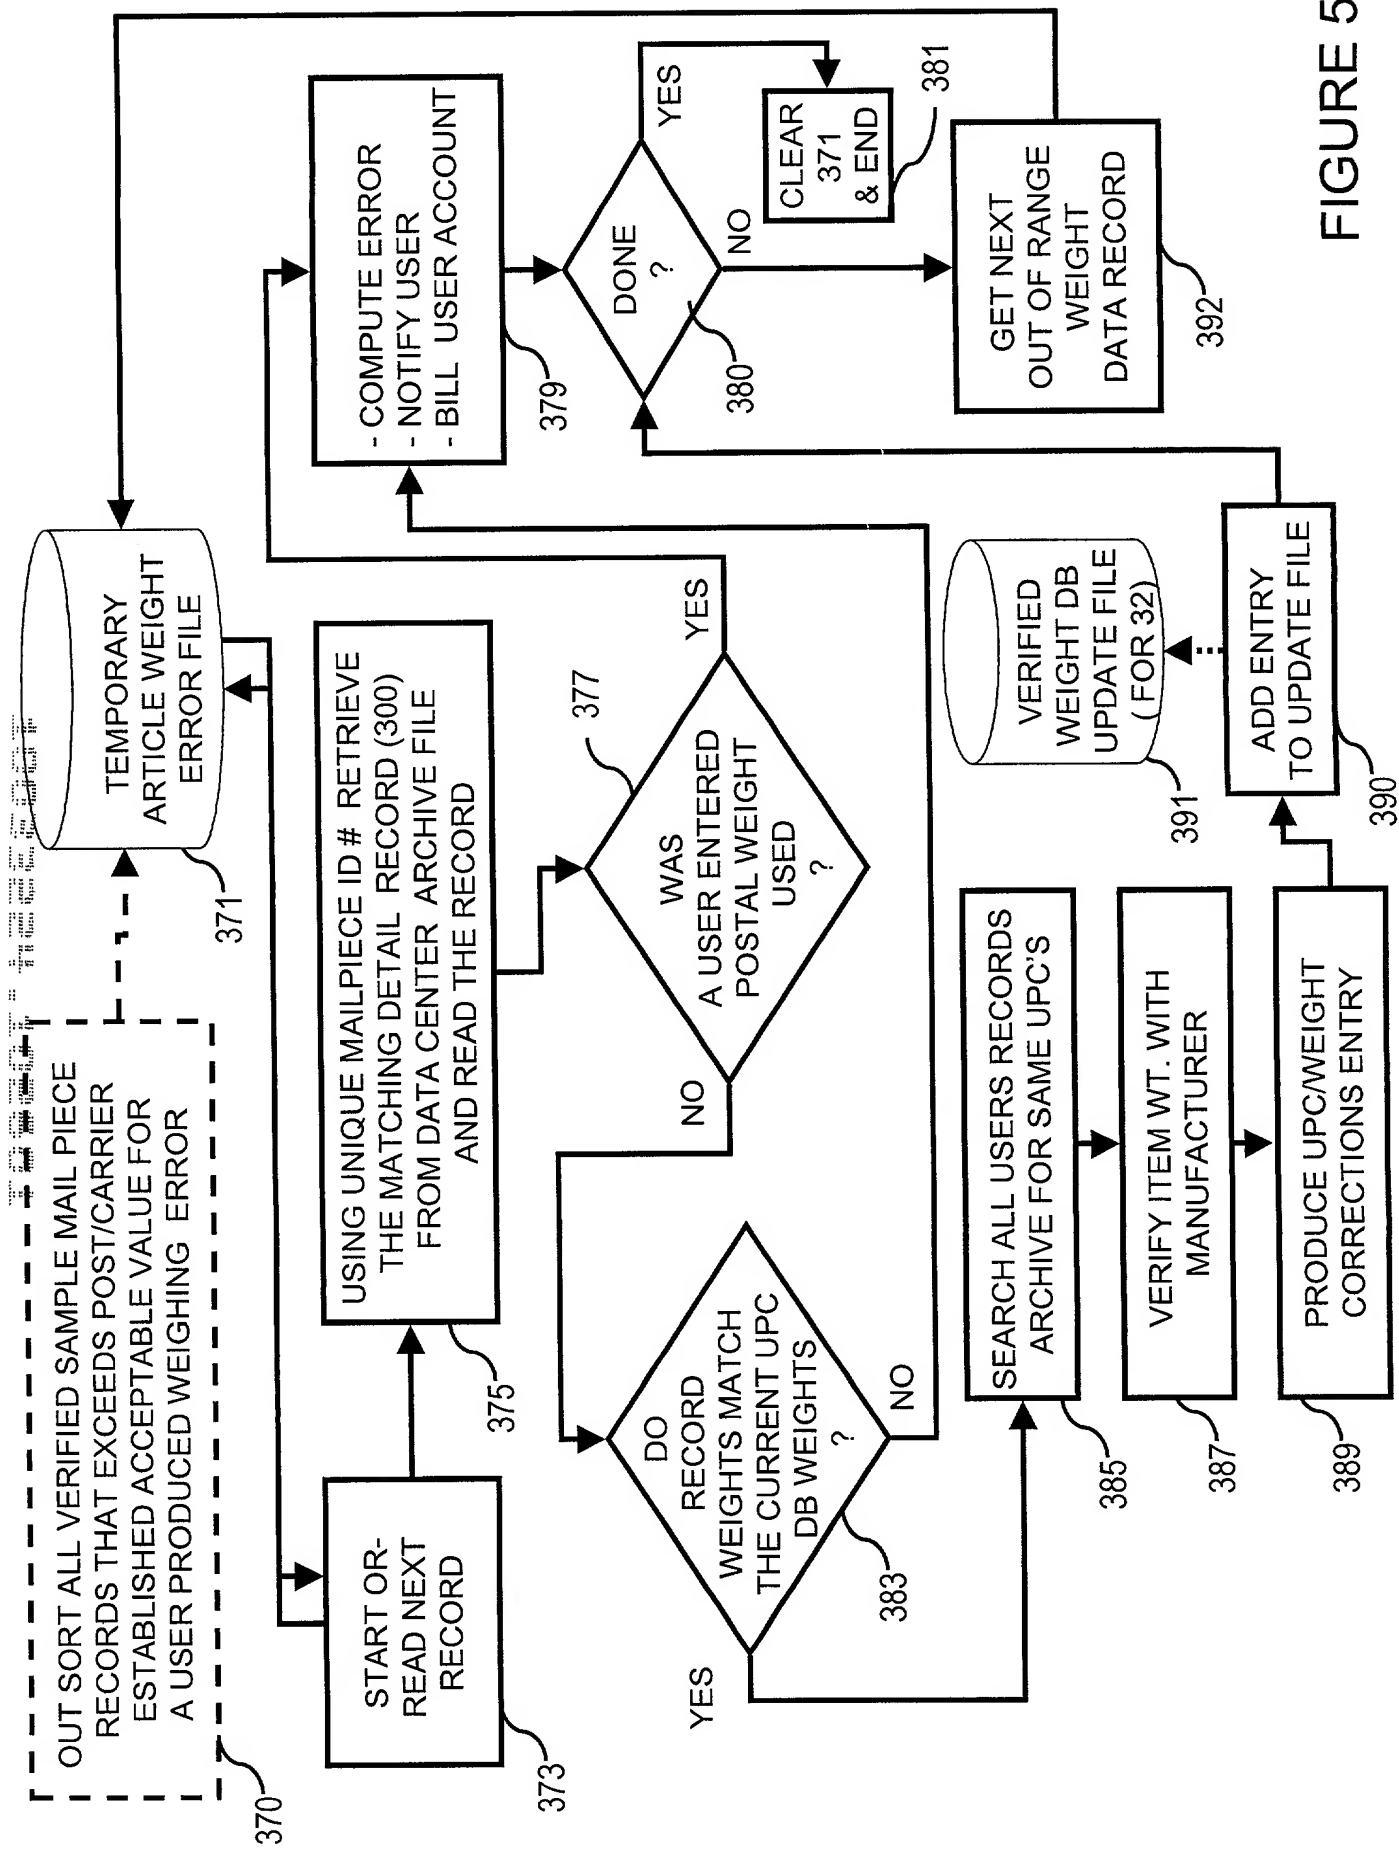 OUT SORT ALL VERIFIED SAMPLE MAIL PIECE
RECORDS THAT EXCEEDS POST/CARRIER
ESTABLISHED ACCEPTABLE VALUE FOR
A USER PRODUCED WEIGHING ERROR
370
TEMPORARY
ARTICLE WEIGHT
ERROR FILE
371
START OR-
READ NEXT
RECORD
373
USING UNIQUE MAILPIECE ID # RETRIEVE
THE MATCHING DETAIL RECORD (300)
FROM DATA CENTER ARCHIVE FILE
AND READ THE RECORD
375
- COMPUTE ERROR
- NOTIFY USER
- BILL USER ACCOUNT
379
WAS
A USER ENTERED
POSTAL WEIGHT
USED
?
377
YES
NO
DONE
?
380
YES
NO
CLEAR
371
& END
381
DO
RECORD
WEIGHTS MATCH
THE CURRENT UPC
DB WEIGHTS
?
383
YES
NO
GET NEXT
OUT OF RANGE
WEIGHT
DATA RECORD
392
SEARCH ALL USERS RECORDS
ARCHIVE FOR SAME UPC'S
385
VERIFY ITEM WT. WITH
MANUFACTURER
387
PRODUCE UPC/WEIGHT
CORRECTIONS ENTRY
389
VERIFIED
WEIGHT DB
UPDATE FILE
( FOR 32)
391
ADD ENTRY
TO UPDATE FILE
390
FIGURE 5